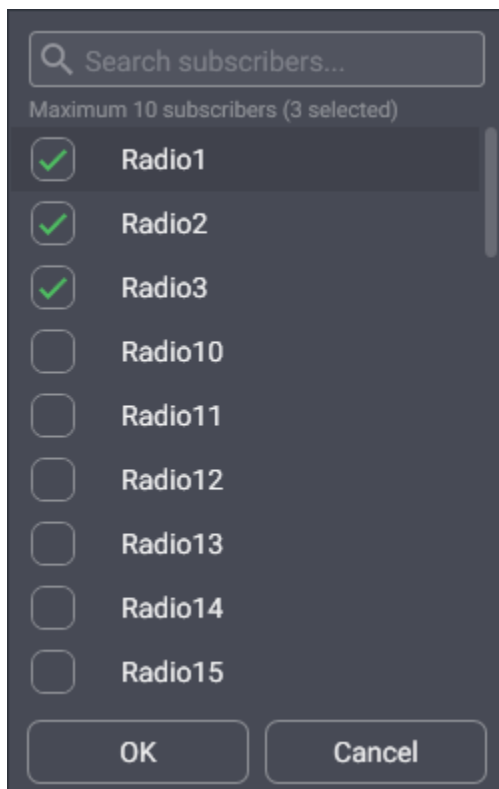 Search subscribers...
Maximum 10 subscribers (3 selected)
Radio1
Radio2
Radio3
Radio10
Radio11
Radio12
Radio13
Radio14
Radio15
OK Cancel